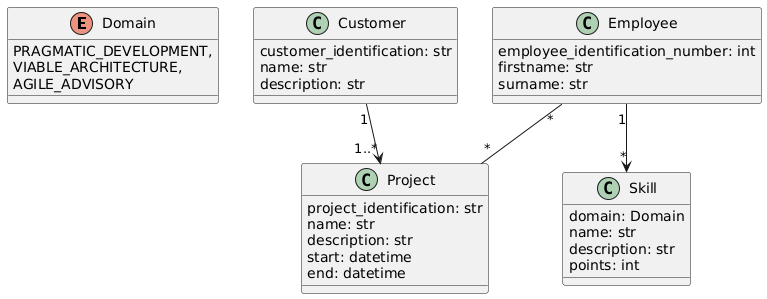 E Domain
PRAGMATIC_DEVELOPMENT,
VIABLE_ARCHITECTURE,
AGILE_ADVISORY
C Customer
customer_identification: str
name: str
description: str
C Employee
employee_identification_number: int
firstname: str
surname: str
1
1..*
*
*
1
*
C Project
project_identification: str
name: str
description: str
start: datetime
end: datetime
C Skill
domain: Domain
name: str
description: str
points: int